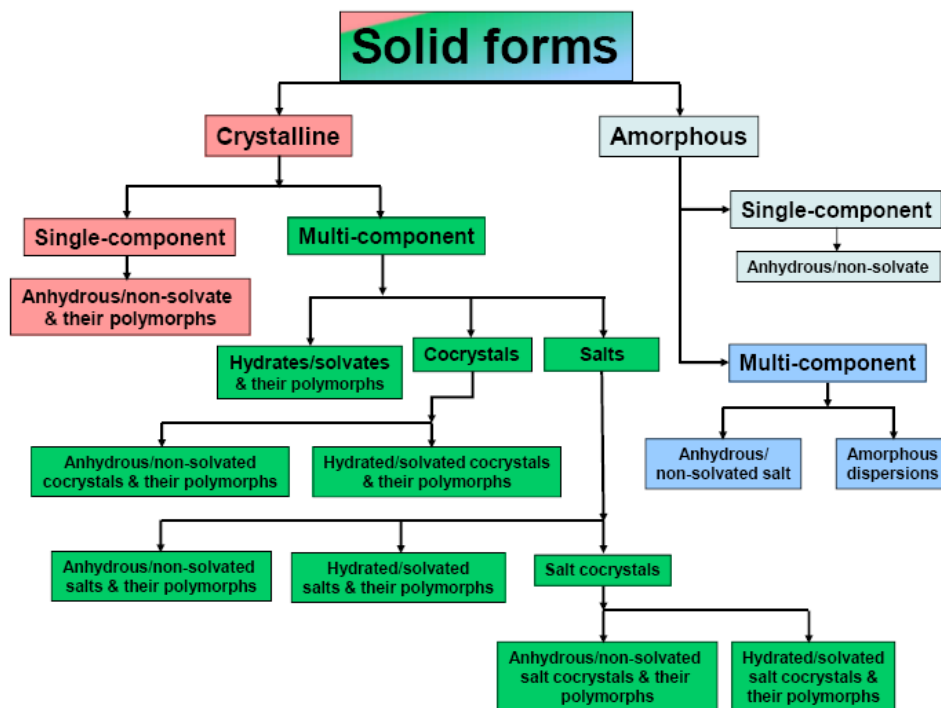 Solid forms
Crystalline
Amorphous
Single-component
Multi-component
Single-component
Anhydrous/non-solvate
Anhydrous/non-solvate
& their polymorphs
Hydrates/solvates
& their polymorphs
Cocrystals
Salts
Multi-component
Anhydrous/non-solvated
cocrystals & their polymorphs
Hydrated/solvated cocrystals
& their polymorphs
Anhydrous/
non-solvated salt
Amorphous
dispersions
Anhydrous/non-solvated
salts & their polymorphs
Hydrated/solvated
salts & their polymorphs
Salt cocrystals
Anhydrous/non-solvated
salt cocrystals & their
polymorphs
Hydrated/solvated
salt cocrystals &
their polymorphs